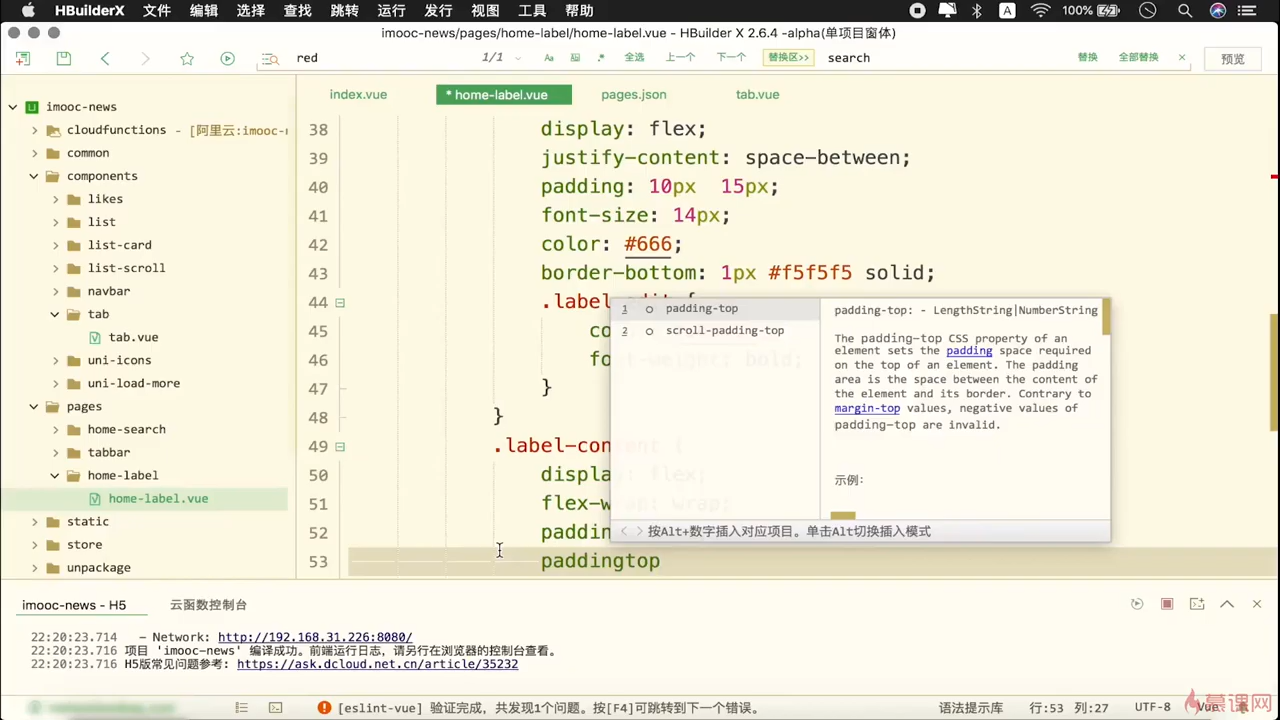 HBuilderX 文件 编辑 选择 查找 跳转 运行 发行 视图 工具 帮助 A 100%
imooc-news/pages/home-label/home-label.vue - HBuilder X 2.6.4 -alpha(单项目窗体)
red 1/1 Aa .* 全选 上一个 下一个 替换区>> search 替换 全部替换 × 预览
index.vue * home-label.vue pages.json tab.vue
imooc-news
cloudfunctions - [阿里云:imooc-
common
components
likes
list
list-card
list-scroll
navbar
tab
tab.vue
uni-icons
uni-load-more
pages
home-search
tabbar
home-label
home-label.vue
static
store
unpackage
38 display: flex;
39 justify-content: space-between;
40 padding: 10px 15px;
41 font-size: 14px;
42 color: #666;
43 border-bottom: 1px #f5f5f5 solid;
44 .label-edit {
45 co
46 font-weight: bold;
47 }
48 }
49 .label-content {
50 display: flex;
51 flex-wrap: wrap;
52 paddin
53 paddingtop
1 padding-top
2 scroll-padding-top
padding-top: - LengthString|NumberString
The padding-top CSS property of an
element sets the padding space required
on the top of an element. The padding
area is the space between the content of
the element and its border. Contrary to
margin-top values, negative values of
padding-top are invalid.
示例:
按Alt+数字插入对应项目。单击Alt切换插入模式
imooc-news - H5 云函数控制台
22:20:23.714 - Network: http://192.168.31.226:8080/
22:20:23.716 项目 'imooc-news' 编译成功。前端运行日志，请另行在浏览器的控制台查看。
22:20:23.716 H5版常见问题参考: https://ask.dcloud.net.cn/article/35232
[eslint-vue] 验证完成，共发现1个问题。按[F4]可跳转到下一个错误。 语法提示库 行:53 列:27 UTF-8 Vue
慕课网